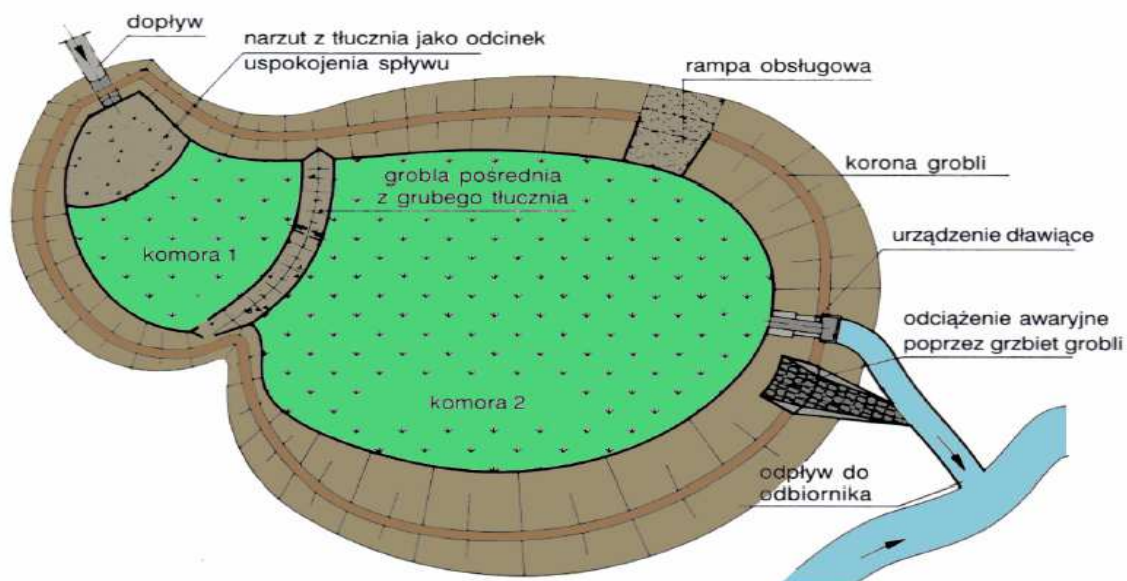 dopływ
narzut z tłucznia jako odcinek
uspokojenia spływu
rampa obsługowa
korona grobli
grobla pośrednia
z grubego tłucznia
urządzenie dławiące
komora 1
odciążenie awaryjne
poprzez grzbiet grobli
komora 2
odpływ do
odbiornika